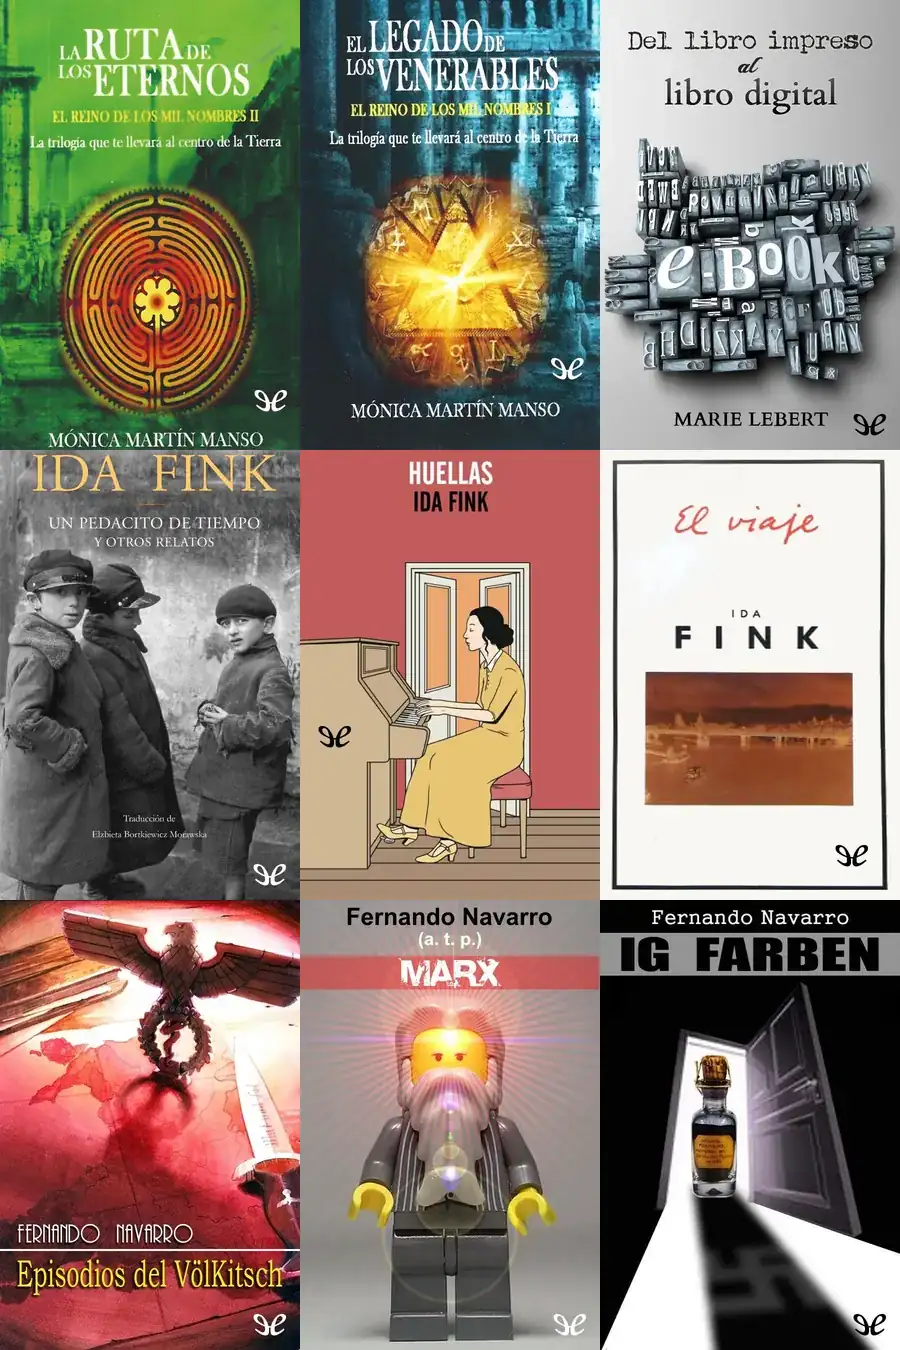 LA RUTA DE
LOS ETERNOS
EL REINO DE LOS MIL NOMBRES II
La trilogía que te llevará al centro de la Tierra
MÓNICA MARTÍN MANSO
EL LEGADO DE
LOS VENERABLES
EL REINO DE LOS MIL NOMBRES I
La trilogía que te llevará al centro de la Tierra
MÓNICA MARTÍN MANSO
Del libro impreso
al
libro digital
e-Book
MARIE LEBERT
IDA FINK
UN PEDACITO DE TIEMPO
Y OTROS RELATOS
Traducción de
Elzbieta Bortkiewicz Morawska
HUELLAS
IDA FINK
El viaje
IDA
FINK
FERNANDO NAVARRO
Episodios del VölKitsch
Fernando Navarro
(a. t. p.)
MARX
Fernando Navarro
IG FARBEN